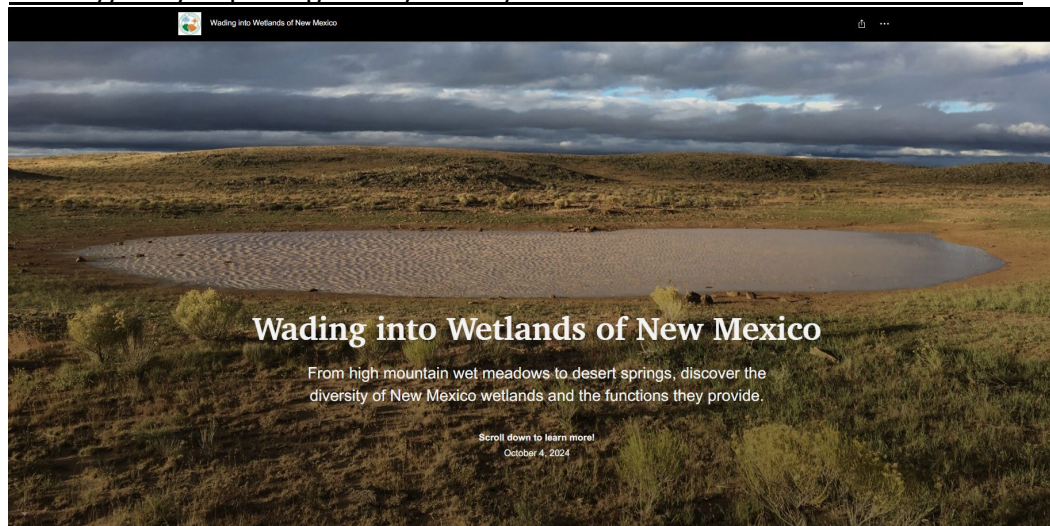 Wading into Wetlands of New Mexico
Wading into Wetlands of New Mexico
From high mountain wet meadows to desert springs, discover the
diversity of New Mexico wetlands and the functions they provide.
Scroll down to learn more!
October 4, 2024